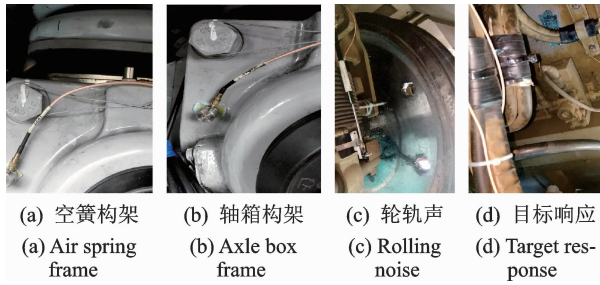 (a) 空簧构架
(b) 轴箱构架
(c) 轮轨声
(d) 目标响应
(a) Air spring
frame
(b) Axle box
frame
(c) Rolling
noise
(d) Target res-
ponse